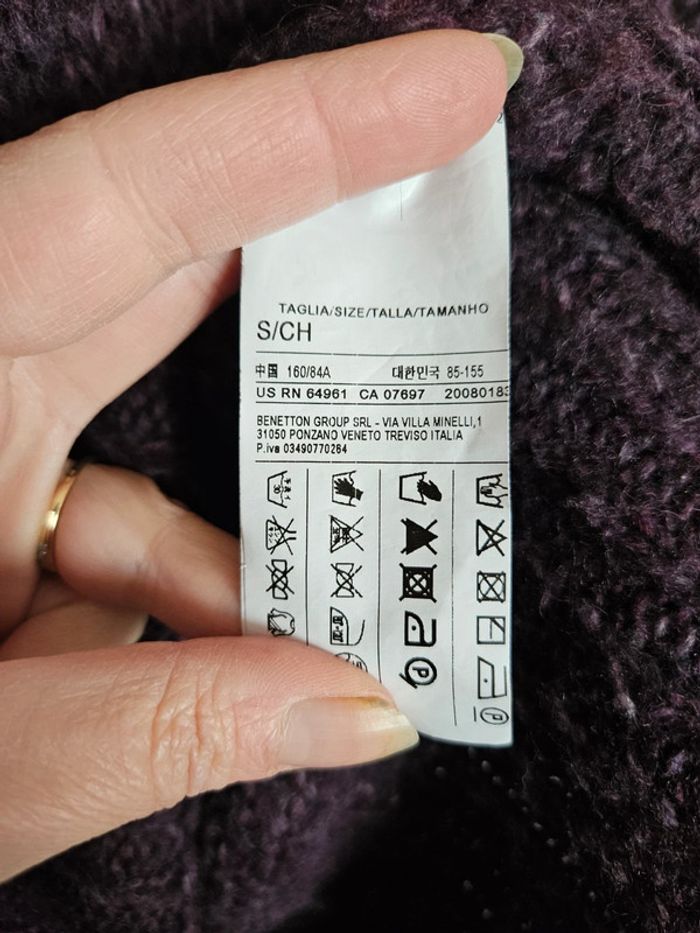 TAGLIA/SIZE/TALLA/TAMANHO
S/CH
中国 160/84A 대한민국 85-155
US RN 64961 CA 07697 20080183
BENETTON GROUP SRL - VIA VILLA MINELLI,1
31050 PONZANO VENETO TREVISO ITALIA
P.iva 03490770264
P
P